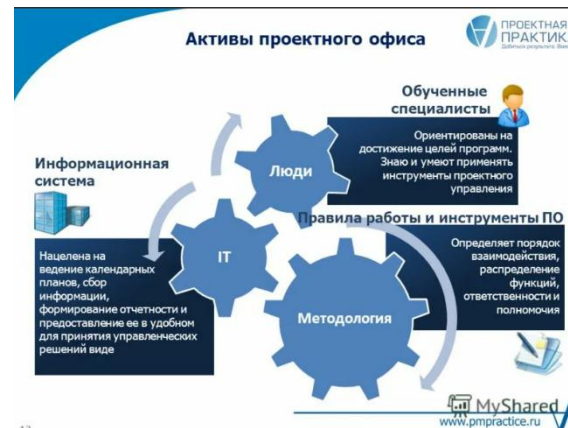 Активы проектного офиса
ПРОЕКТНАЯ
ПРАКТИКА
Обученные
специалисты
Ориентированы на
достижение целей программ.
Знаю и умеют применять
инструменты проектного
управления
Люди
Информационная
система
IT
Нацелена на
ведение календарных
планов, сбор
информации,
формирование отчетности и
предоставление ее в удобном
для принятия управленческих
решений виде
Правила работы и инструменты ПО
Определяет порядок
взаимодействия,
распределение
функций,
ответственности и
полномочия
Методология
MyShared
www.pmpractice.ru